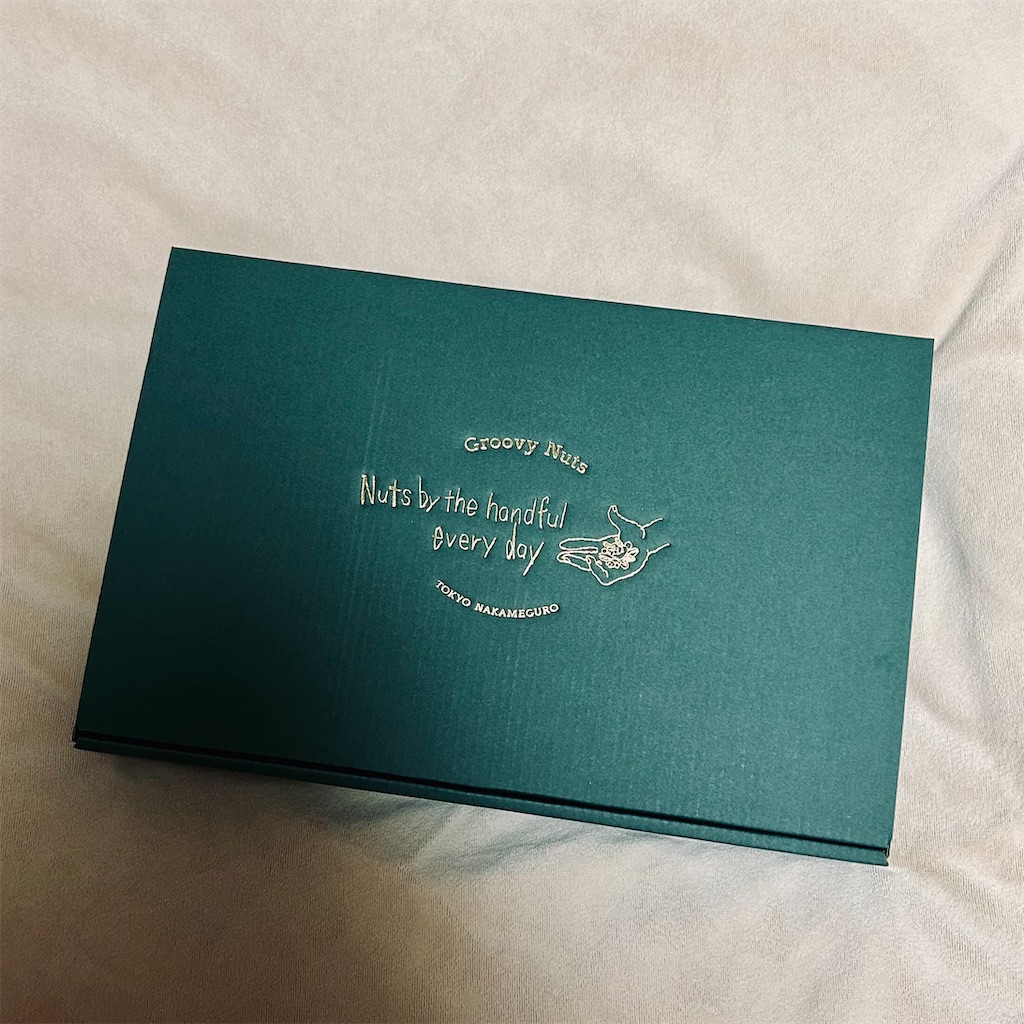 Groovy Nuts
Nuts by the handful
every day
TOKYO NAKAMEGURO